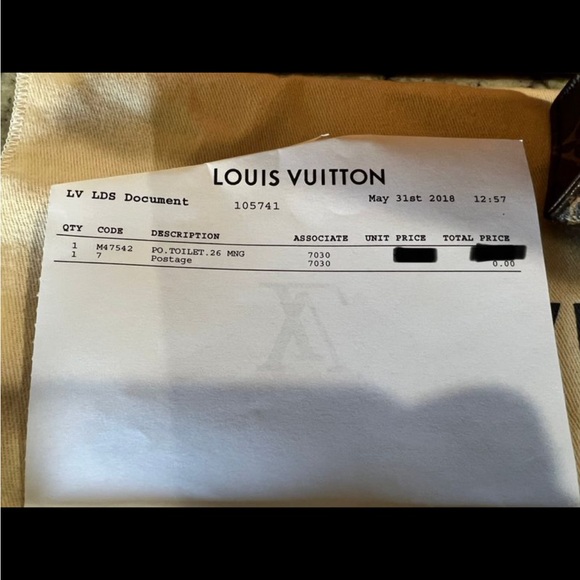 LOUIS VUITTON
LV LDS Document 105741 May 31st 2018 12:57
QTY CODE DESCRIPTION ASSOCIATE UNIT PRICE TOTAL PRICE
1 M47542 PO.TOILET.26 MNG 7030
1 7 Postage 7030 0.00